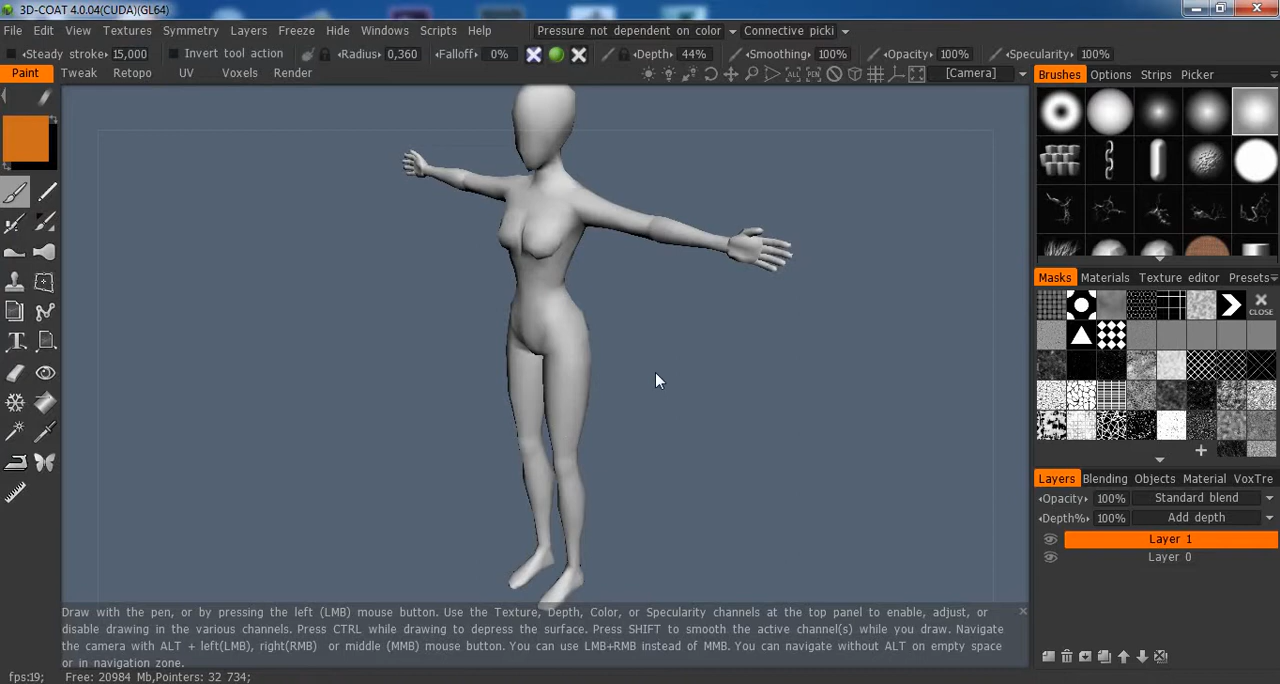 3D-COAT 4.0.04(CUDA)(GL64)
File Edit View Textures Symmetry Layers Freeze Hide Windows Scripts Help Pressure not dependent on color Connective picki
Steady stroke 15,000 Invert tool action Radius 0,360 Falloff 0% Depth 44% Smoothing 100% Opacity 100% Specularity 100%
Paint Tweak Retopo UV Voxels Render ALL PEN [Camera]
Brushes Options Strips Picker
Masks Materials Texture editor Presets
CLOSE
Layers Blending Objects Material VoxTre
Opacity 100% Standard blend
Depth% 100% Add depth
Layer 1
Layer 0
Draw with the pen, or by pressing the left (LMB) mouse button. Use the Texture, Depth, Color, or Specularity channels at the top panel to enable, adjust, or
disable drawing in the various channels. Press CTRL while drawing to depress the surface. Press SHIFT to smooth the active channel(s) while you draw. Navigate
the camera with ALT + left(LMB), right(RMB) or middle (MMB) mouse button. You can use LMB+RMB instead of MMB. You can navigate without ALT on empty space
or in navigation zone.
fps:19; Free: 20984 Mb,Pointers: 32 734;